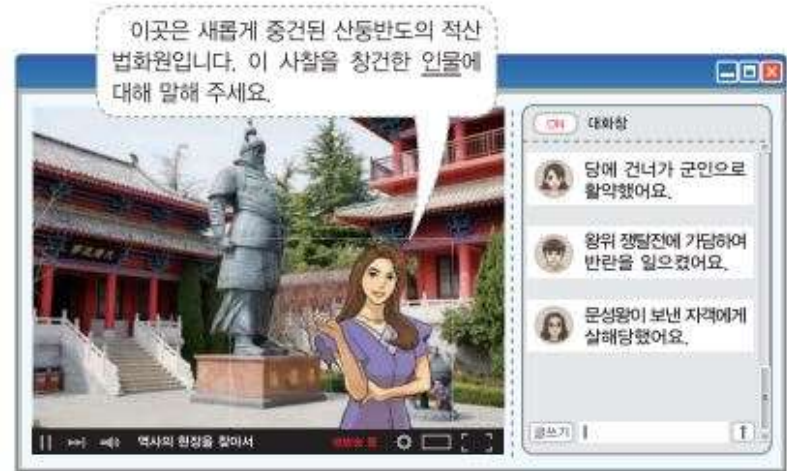 이곳은 새롭게 중건된 산둥반도의 적산
법화원입니다. 이 사찰을 창건한 인물에
대해 말해 주세요.
ON 대화창
당에 건너가 군인으로
활약했어요.
왕위 쟁탈전에 가담하여
반란을 일으켰어요.
문성왕이 보낸 자객에게
살해당했어요.
역사의 현장을 찾아서
글쓰기